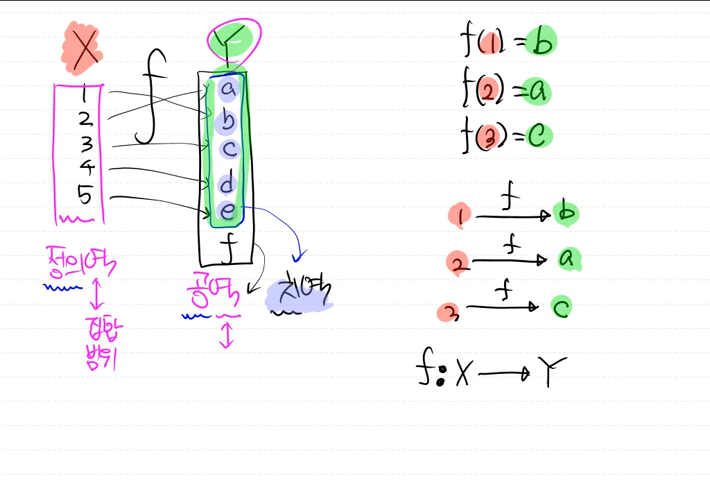 X f Y
1 a
2 b
3 c
4 d
5 e
f
정의역 공역 치역
집합
범위
f(1)=b
f(2)=a
f(3)=c
1 f b
2 f a
3 f c
f:X→Y